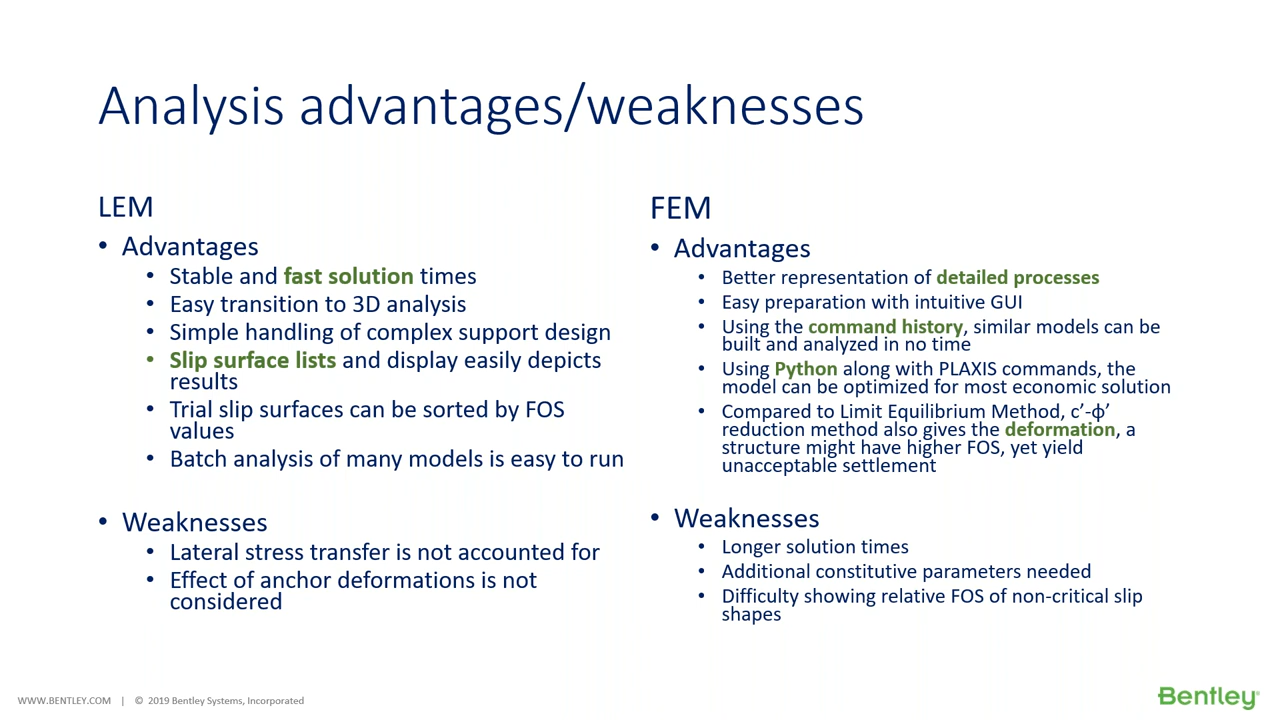 Analysis advantages/weaknesses
LEM
• Advantages
• Stable and fast solution times
• Easy transition to 3D analysis
• Simple handling of complex support design
• Slip surface lists and display easily depicts
results
• Trial slip surfaces can be sorted by FOS
values
• Batch analysis of many models is easy to run
• Weaknesses
• Lateral stress transfer is not accounted for
• Effect of anchor deformations is not
considered
FEM
• Advantages
• Better representation of detailed processes
• Easy preparation with intuitive GUI
• Using the command history, similar models can be
built and analyzed in no time
• Using Python along with PLAXIS commands, the
model can be optimized for most economic solution
• Compared to Limit Equilibrium Method, c’-ϕ’
reduction method also gives the deformation, a
structure might have higher FOS, yet yield
unacceptable settlement
• Weaknesses
• Longer solution times
• Additional constitutive parameters needed
• Difficulty showing relative FOS of non-critical slip
shapes
WWW.BENTLEY.COM | © 2019 Bentley Systems, Incorporated
Bentley